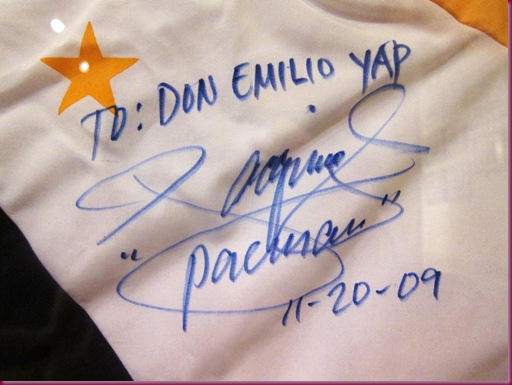 TO: DON EMILIO YAP
"pacman"
11-20-09